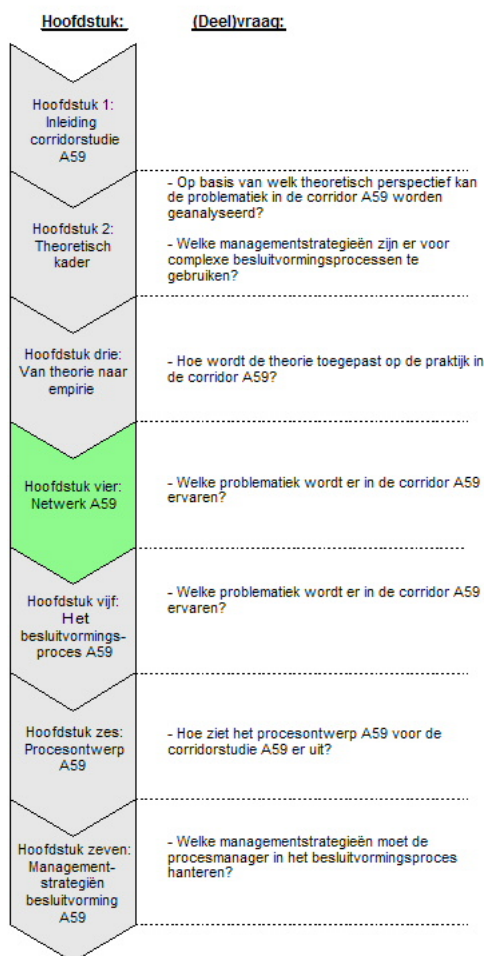 Hoofdstuk:
(Deel)vraag:
Hoofdstuk 1:
Inleiding
corridorstudie
A59
Hoofdstuk 2:
Theoretisch
kader
- Op basis van welk theoretisch perspectief kan
de problematiek in de corridor A59 worden
geanalyseerd?
- Welke managementstrategieën zijn er voor
complexe besluitvormingsprocessen te
gebruiken?
Hoofdstuk drie:
Van theorie naar
empirie
- Hoe wordt de theorie toegepast op de praktijk in
de corridor A59?
Hoofdstuk vier:
Netwerk A59
- Welke problematiek wordt er in de corridor A59
ervaren?
Hoofdstuk vijf:
Het
besluitvormings-
proces A59
- Welke problematiek wordt er in de corridor A59
ervaren?
Hoofdstuk zes:
Procesontwerp
A59
- Hoe ziet het procesontwerp A59 voor de
corridorstudie A59 er uit?
Hoofdstuk zeven:
Management-
strategiën
besluitvorming
A59
- Welke managementstrategieën moet de
procesmanager in het besluitvormingsproces
hanteren?